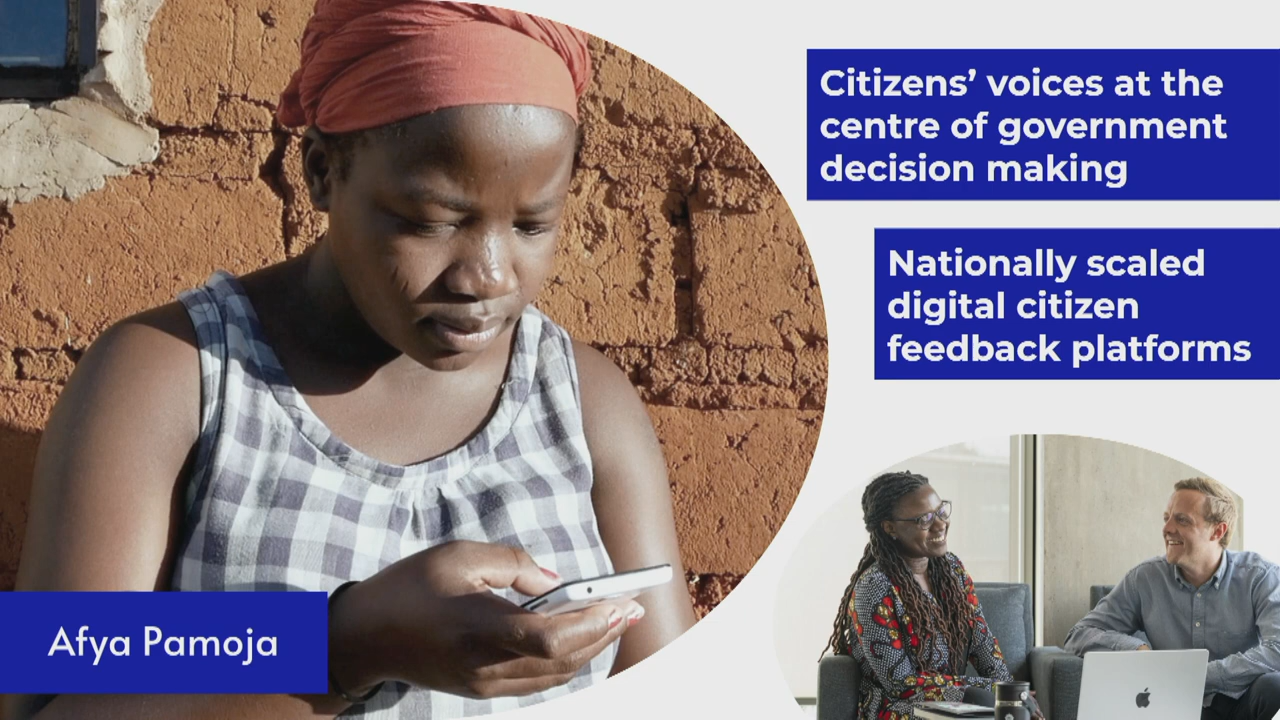 Citizens’ voices at the
centre of government
decision making
Nationally scaled
digital citizen
feedback platforms
Afya Pamoja